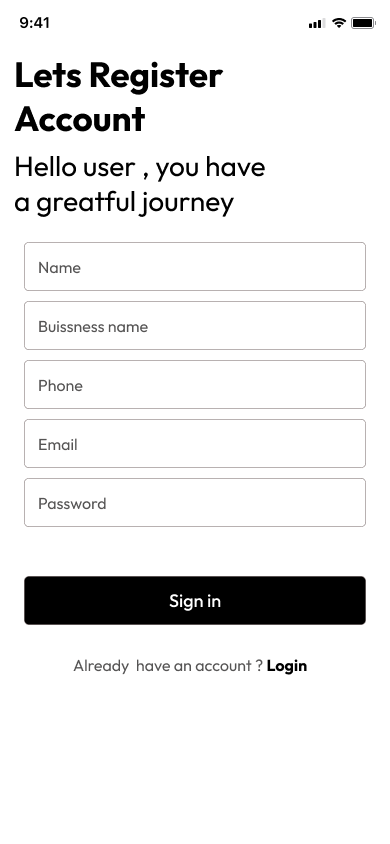 9:41
Lets Register
Account
Hello user , you have
a greatful journey
Name
Buissness name
Phone
Email
Password
Sign in
Already have an account ? Login